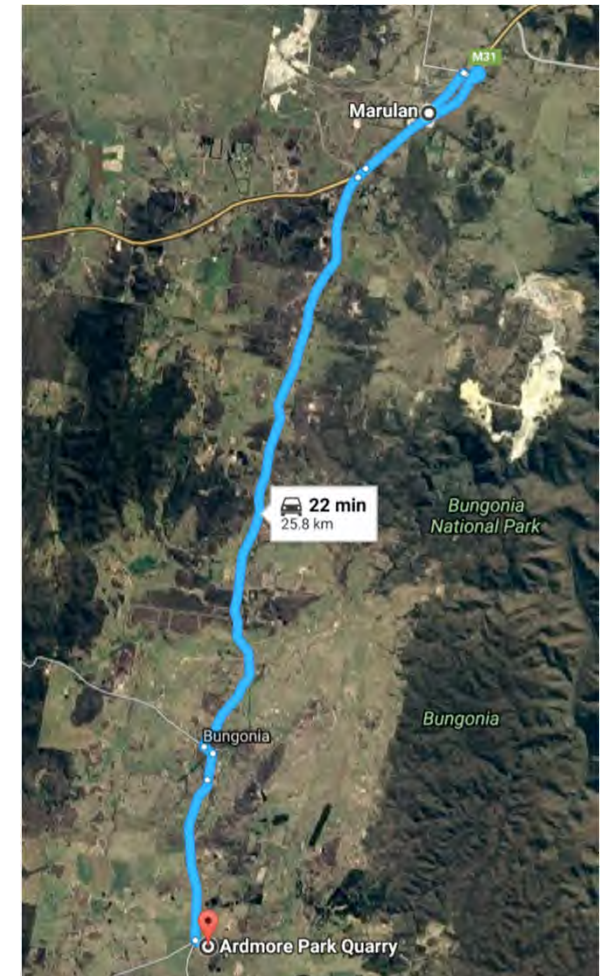 M31
Marulan
22 min
25.8 km
Bungonia
National Park
Bungonia
Bungonia
Ardmore Park Quarry